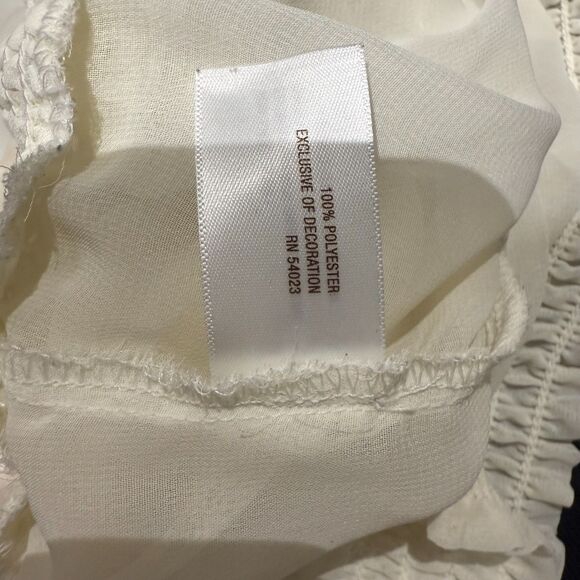 100% POLYESTER
EXCLUSIVE OF DECORATION
RN 54023